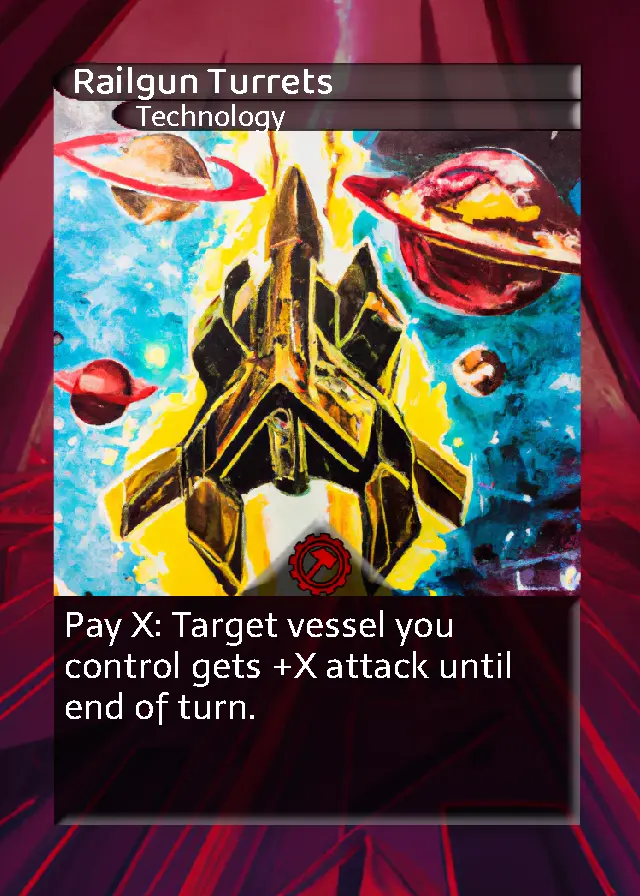 Railgun Turrets
Technology
Pay X: Target vessel you
control gets +X attack until
end of turn.